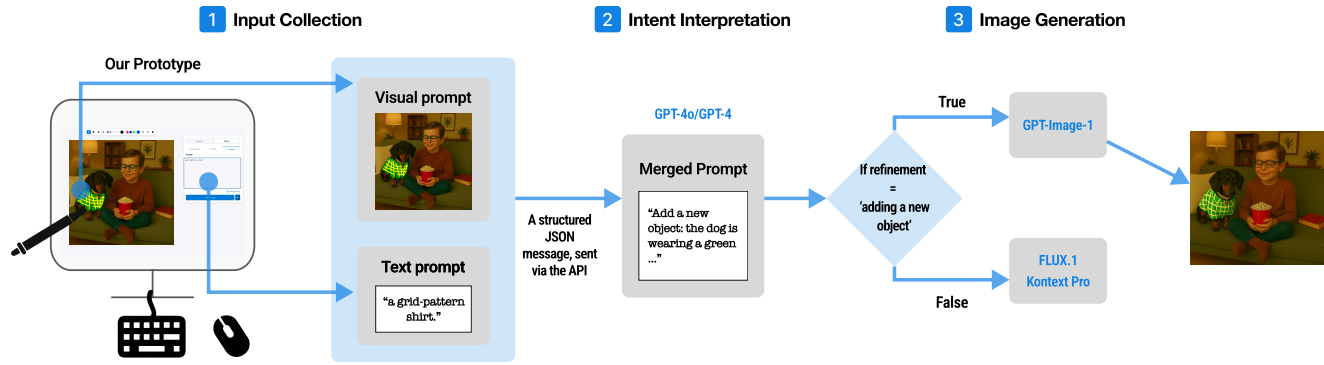 1 Input Collection
2 Intent Interpretation
3 Image Generation
Our Prototype
Visual prompt
Text prompt
“a grid-pattern
shirt.”
A structured
JSON
message, sent
via the API
GPT-4o/GPT-4
Merged Prompt
“Add a new
object: the dog is
wearing a green
...”
If refinement
=
‘adding a new
object’
True
GPT-Image-1
False
FLUX.1
Kontext Pro